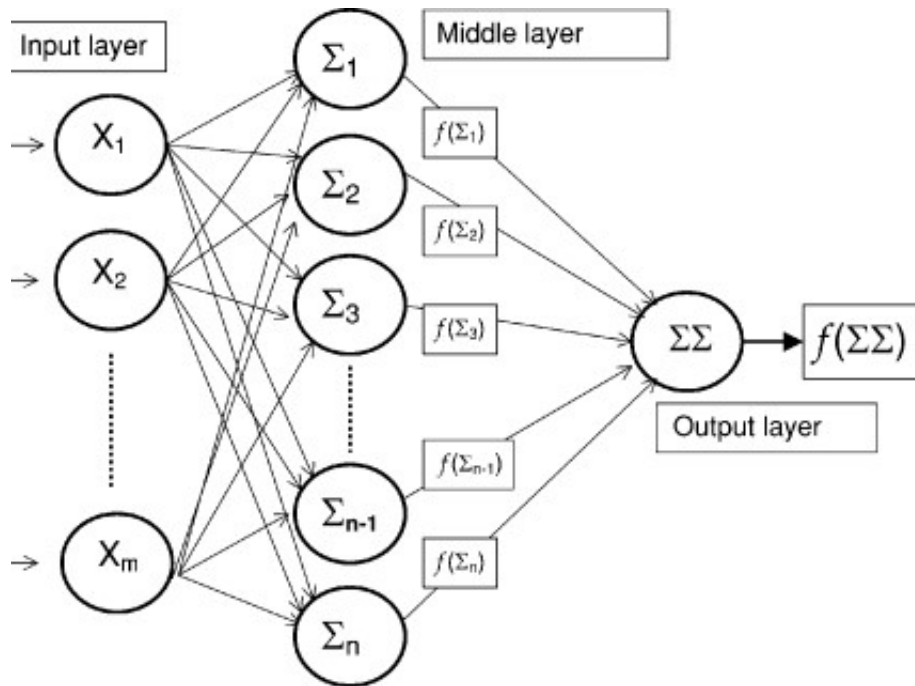 Input layer
Middle layer
Output layer
X₁
X₂
Xₘ
Σ₁
Σ₂
Σ₃
Σₙ₋₁
Σₙ
f(Σ₁)
f(Σ₂)
f(Σ₃)
f(Σₙ₋₁)
f(Σₙ)
ΣΣ
f(ΣΣ)